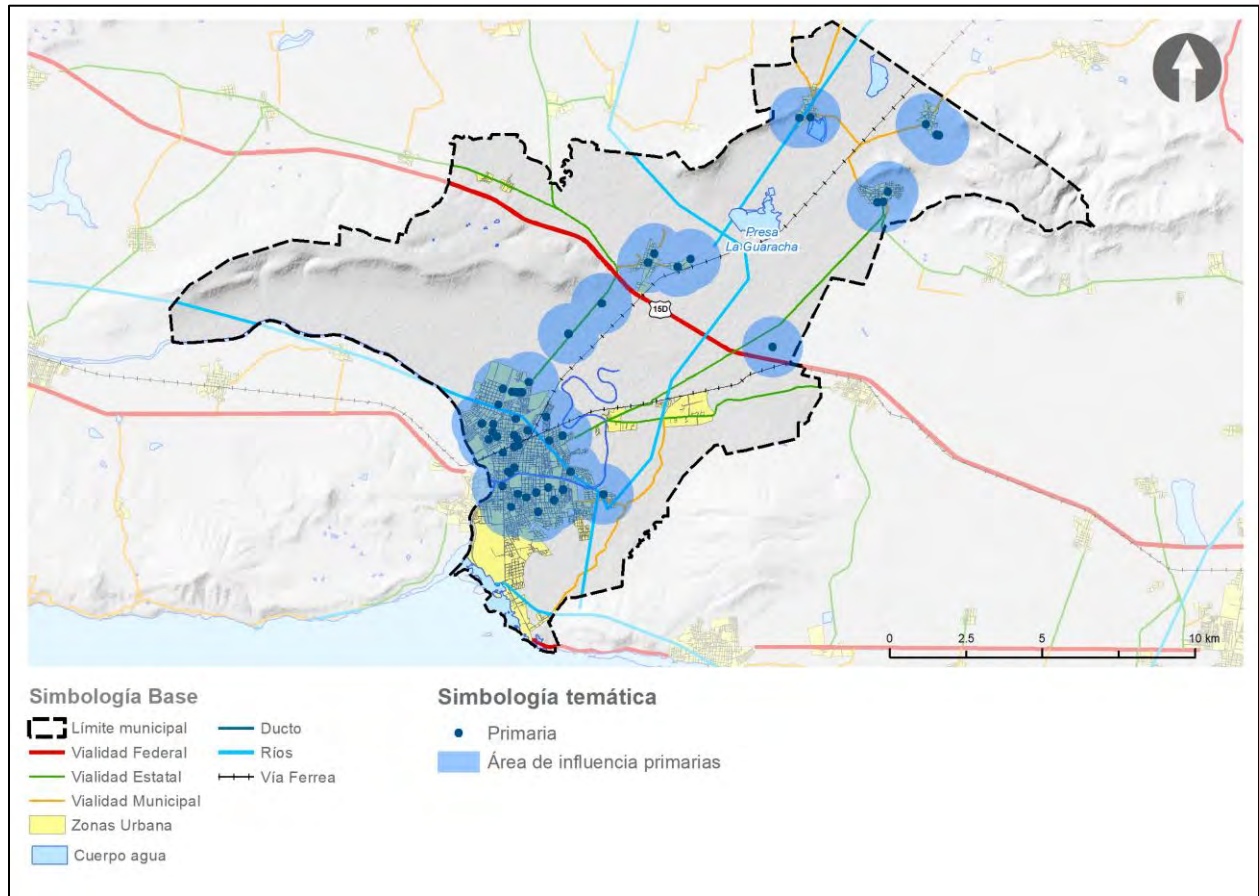 Presa
La Guaracha
15D
0 2.5 5 10 km
Simbología Base
Límite municipal
Vialidad Federal
Vialidad Estatal
Vialidad Municipal
Zonas Urbana
Cuerpo agua
Ducto
Ríos
Vía Ferrea
Simbología temática
Primaria
Área de influencia primarias